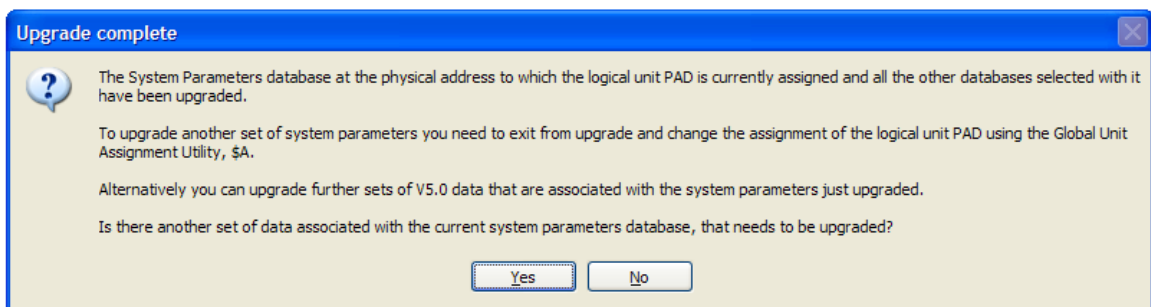 Upgrade complete
The System Parameters database at the physical address to which the logical unit PAD is currently assigned and all the other databases selected with it
have been upgraded.
To upgrade another set of system parameters you need to exit from upgrade and change the assignment of the logical unit PAD using the Global Unit
Assignment Utility, $A.
Alternatively you can upgrade further sets of V5.0 data that are associated with the system parameters just upgraded.
Is there another set of data associated with the current system parameters database, that needs to be upgraded?
Yes No